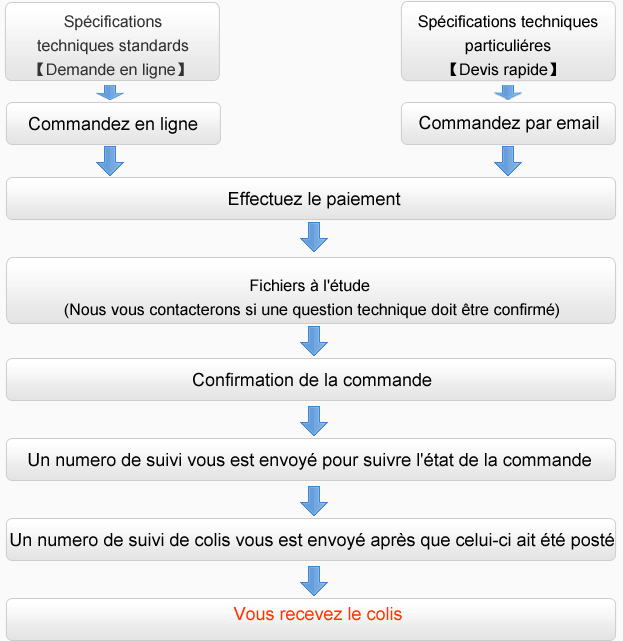 Spécifications
techniques standards
【Demande en ligne】
Spécifications techniques
particuliéres
【Devis rapide】
Commandez en ligne
Commandez par email
Effectuez le paiement
Fichiers à l'étude
(Nous vous contacterons si une question technique doit être confirmé)
Confirmation de la commande
Un numero de suivi vous est envoyé pour suivre l'état de la commande
Un numero de suivi de colis vous est envoyé après que celui-ci ait été posté
Vous recevez le colis